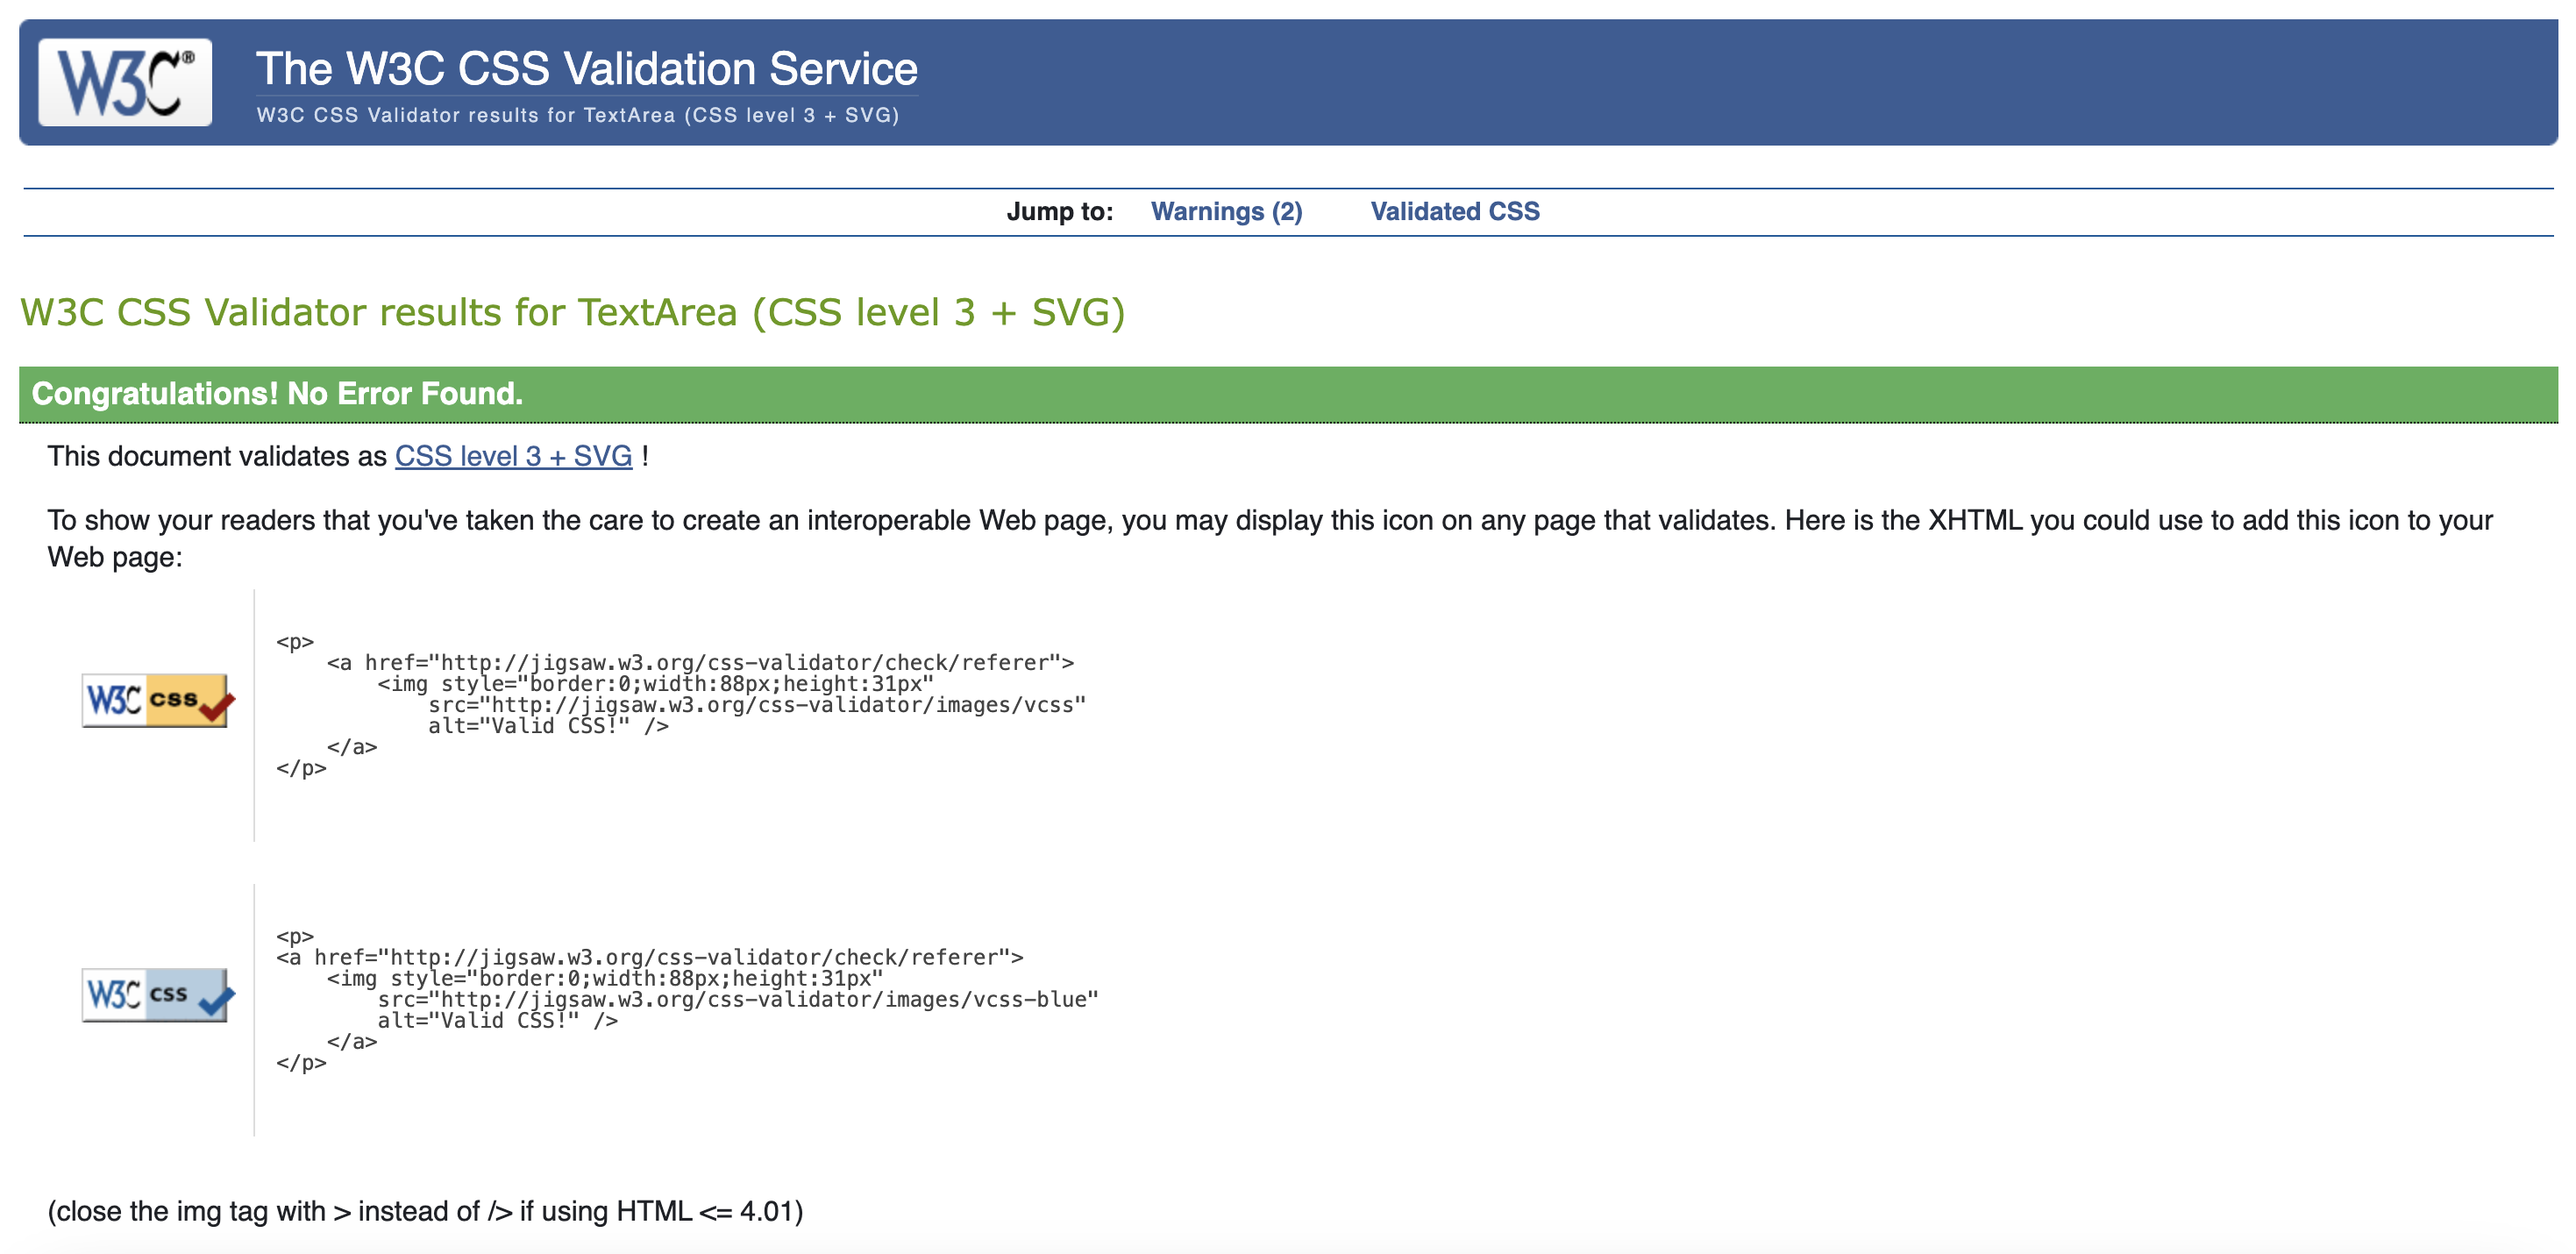 W3C®
The W3C CSS Validation Service
W3C CSS Validator results for TextArea (CSS level 3 + SVG)
Jump to: Warnings (2) Validated CSS
W3C CSS Validator results for TextArea (CSS level 3 + SVG)
Congratulations! No Error Found.
This document validates as CSS level 3 + SVG !
To show your readers that you've taken the care to create an interoperable Web page, you may display this icon on any page that validates. Here is the XHTML you could use to add this icon to your
Web page:
W3C css
<p>
<a href="http://jigsaw.w3.org/css-validator/check/referer">
<img style="border:0;width:88px;height:31px"
src="http://jigsaw.w3.org/css-validator/images/vcss"
alt="Valid CSS!" />
</a>
</p>
W3C css
<p>
<a href="http://jigsaw.w3.org/css-validator/check/referer">
<img style="border:0;width:88px;height:31px"
src="http://jigsaw.w3.org/css-validator/images/vcss-blue"
alt="Valid CSS!" />
</a>
</p>
(close the img tag with > instead of /> if using HTML <= 4.01)